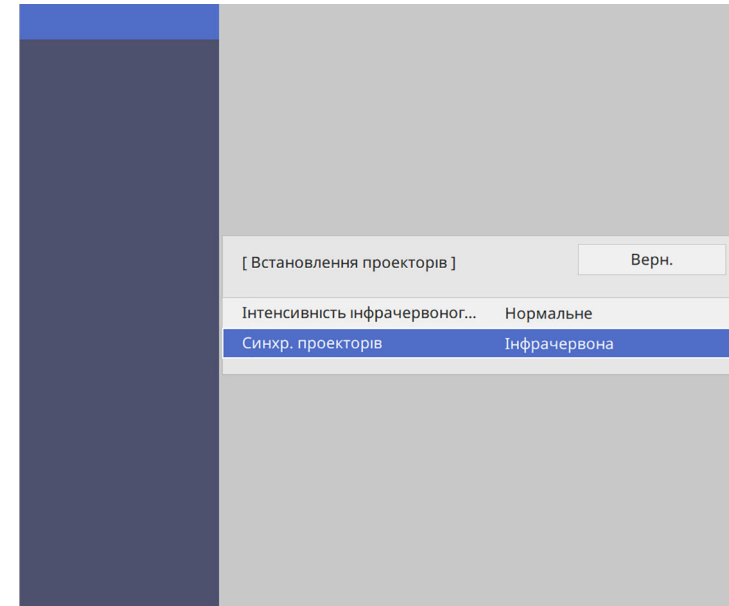 [ Встановлення проекторів ]
Верн.
Інтенсивність інфрачервоног... Нормальне
Синхр. проекторів Інфрачервона